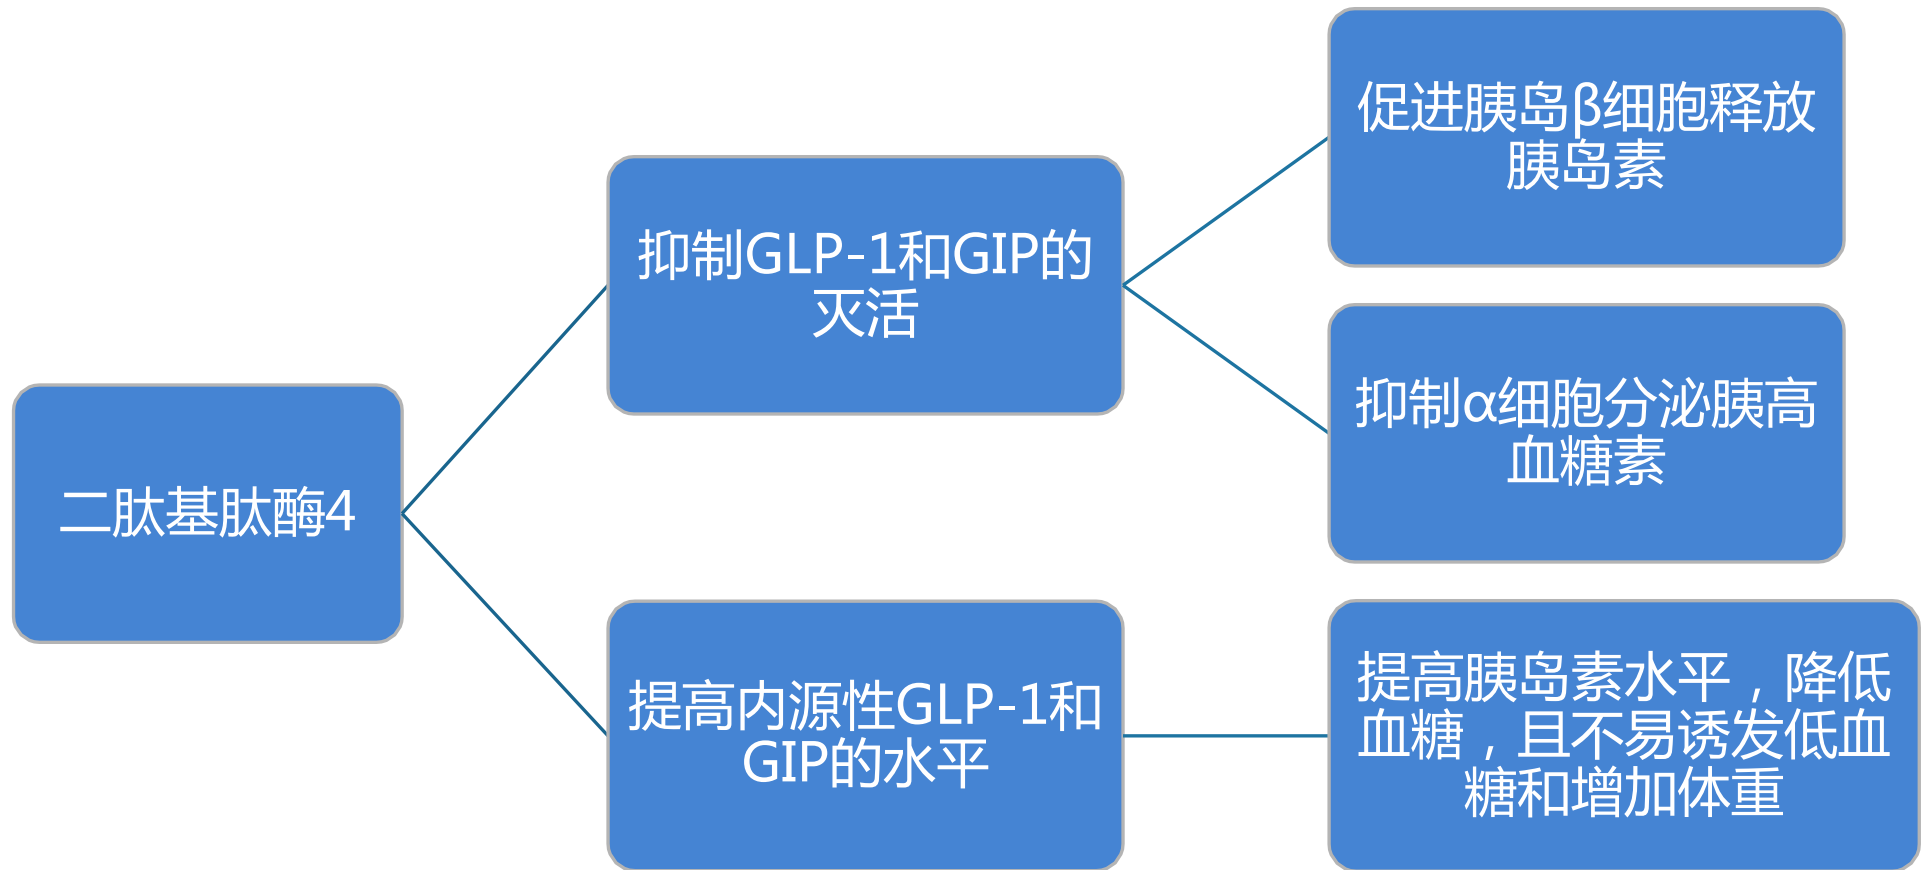 二肽基肽酶4
抑制GLP-1和GIP的
灭活
促进胰岛β细胞释放
胰岛素
抑制α细胞分泌胰高
血糖素
提高内源性GLP-1和
GIP的水平
提高胰岛素水平，降低
血糖，且不易诱发低血
糖和增加体重